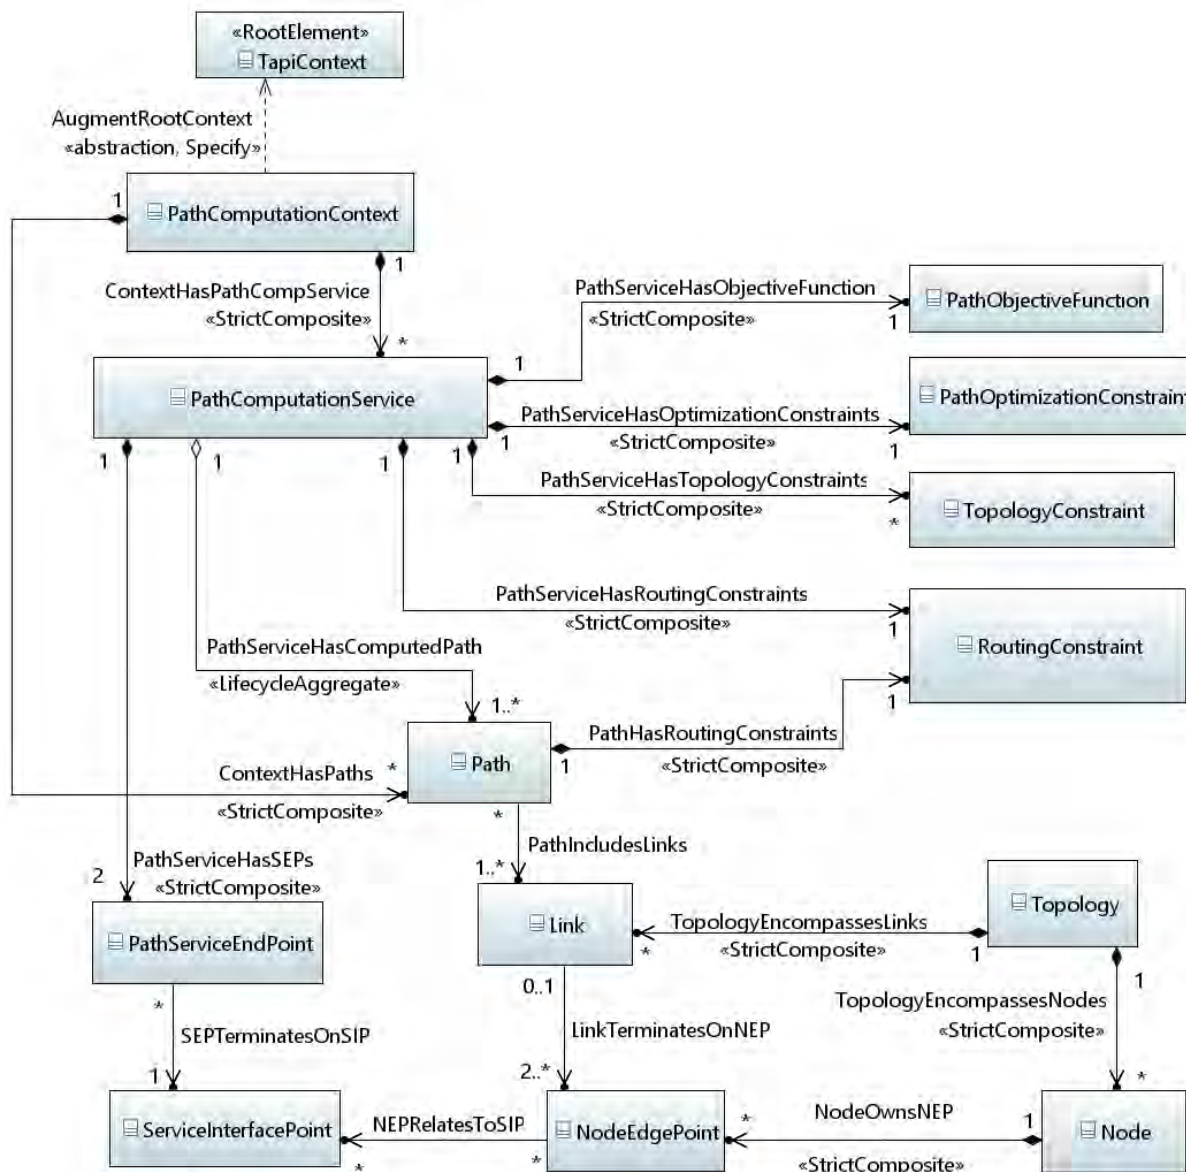 «RootElement»
TapiContext
AugmentRootContext
«abstraction, Specify»
1
PathComputationContext
1
ContextHasPathCompService
«StrictComposite»
*
PathServiceHasObjectiveFunction
«StrictComposite»
1
1
PathObjectiveFunction
PathComputationService
PathServiceHasOptimizationConstraints
«StrictComposite»
1
1
PathOptimizationConstraint
1
1
1
1
PathServiceHasTopologyConstraints
«StrictComposite»
*
TopologyConstraint
PathServiceHasRoutingConstraints
«StrictComposite»
1
RoutingConstraint
PathServiceHasComputedPath
«LifecycleAggregate»
1..*
1
Path
PathHasRoutingConstraints
1
«StrictComposite»
ContextHasPaths
*
«StrictComposite»
*
PathIncludesLinks
1..*
PathServiceHasSEPs
2
«StrictComposite»
PathServiceEndPoint
Link
TopologyEncompassesLinks
*
«StrictComposite»
1
Topology
1
0..1
TopologyEncompassesNodes
«StrictComposite»
*
*
SEPTerminatesOnSIP
LinkTerminatesOnNEP
1
2..*
ServiceInterfacePoint
NEPRelatesToSIP
*
*
NodeEdgePoint
*
NodeOwnsNEP
1
«StrictComposite»
Node